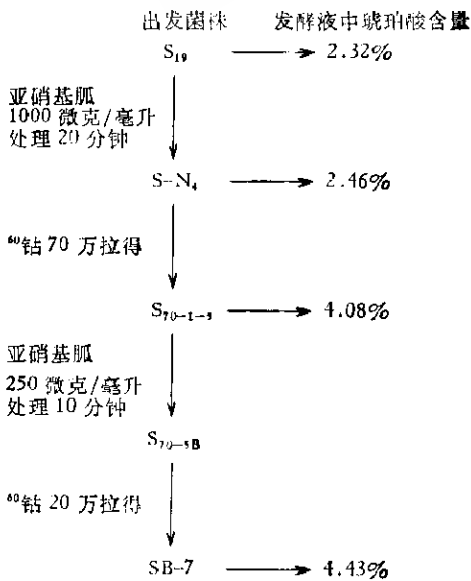 出发菌株 发酵液中琥珀酸含量
S₁₉ 2.32%
亚硝基胍
1000 微克/毫升
处理 20 分钟
S-N₄ 2.46%
⁶⁰钴 70 万拉得
S₇₀₋₁₋₉ 4.08%
亚硝基胍
250 微克/毫升
处理 10 分钟
S₇₀₋₅B
⁶⁰钴 20 万拉得
SB-7 4.43%